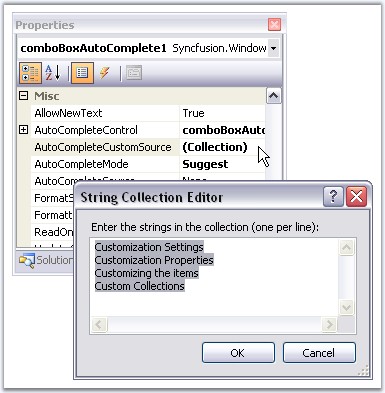 Properties
comboBoxAutoComplete1 Syncfusion.Window
Misc
AllowNewText True
AutoCompleteControl comboBoxAuto
AutoCompleteCustomSource (Collection)
AutoCompleteMode Suggest
AutoCompleteSource None
FormatS
Formatt
ReadOn
Solution
String Collection Editor
Enter the strings in the collection (one per line):
Customization Settings
Customization Properties
Customizing the items
Custom Collections
OK Cancel